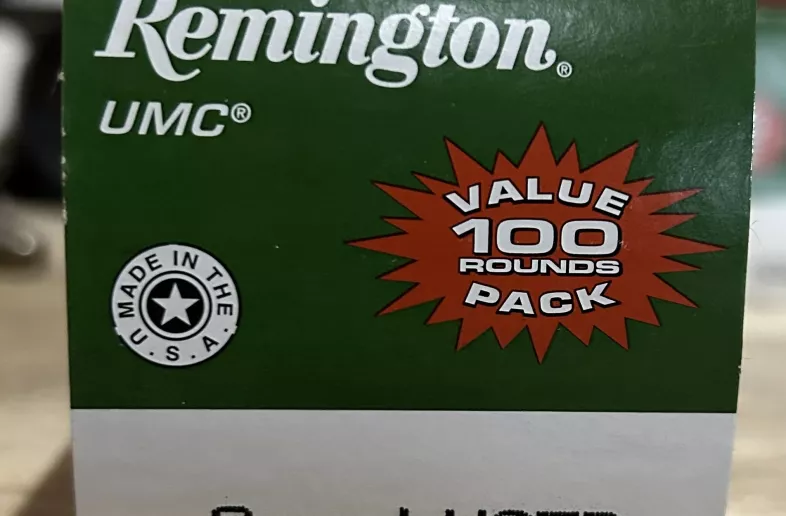 Remington®
UMC®
VALUE
100
ROUNDS
PACK
MADE IN THE
U.S.A.